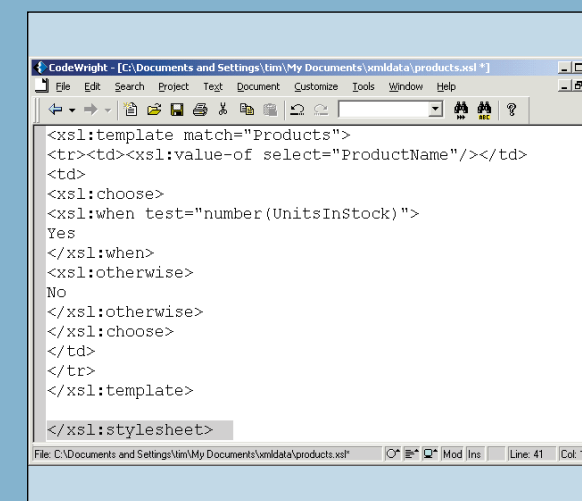 CodeWright - [C:\Documents and Settings\tim\My Documents\xmldata\products.xsl *]
File Edit Search Project Text Document Customize Tools Window Help
ABC
<xsl:template match="Products">
<tr><td><xsl:value-of select="ProductName"/></td>
<td>
<xsl:choose>
<xsl:when test="number(UnitsInStock)">
Yes
</xsl:when>
<xsl:otherwise>
No
</xsl:otherwise>
</xsl:choose>
</td>
</tr>
</xsl:template>
</xsl:stylesheet>
File: C:\Documents and Settings\tim\My Documents\xmldata\products.xsl* Mod Ins Line: 41 Col: